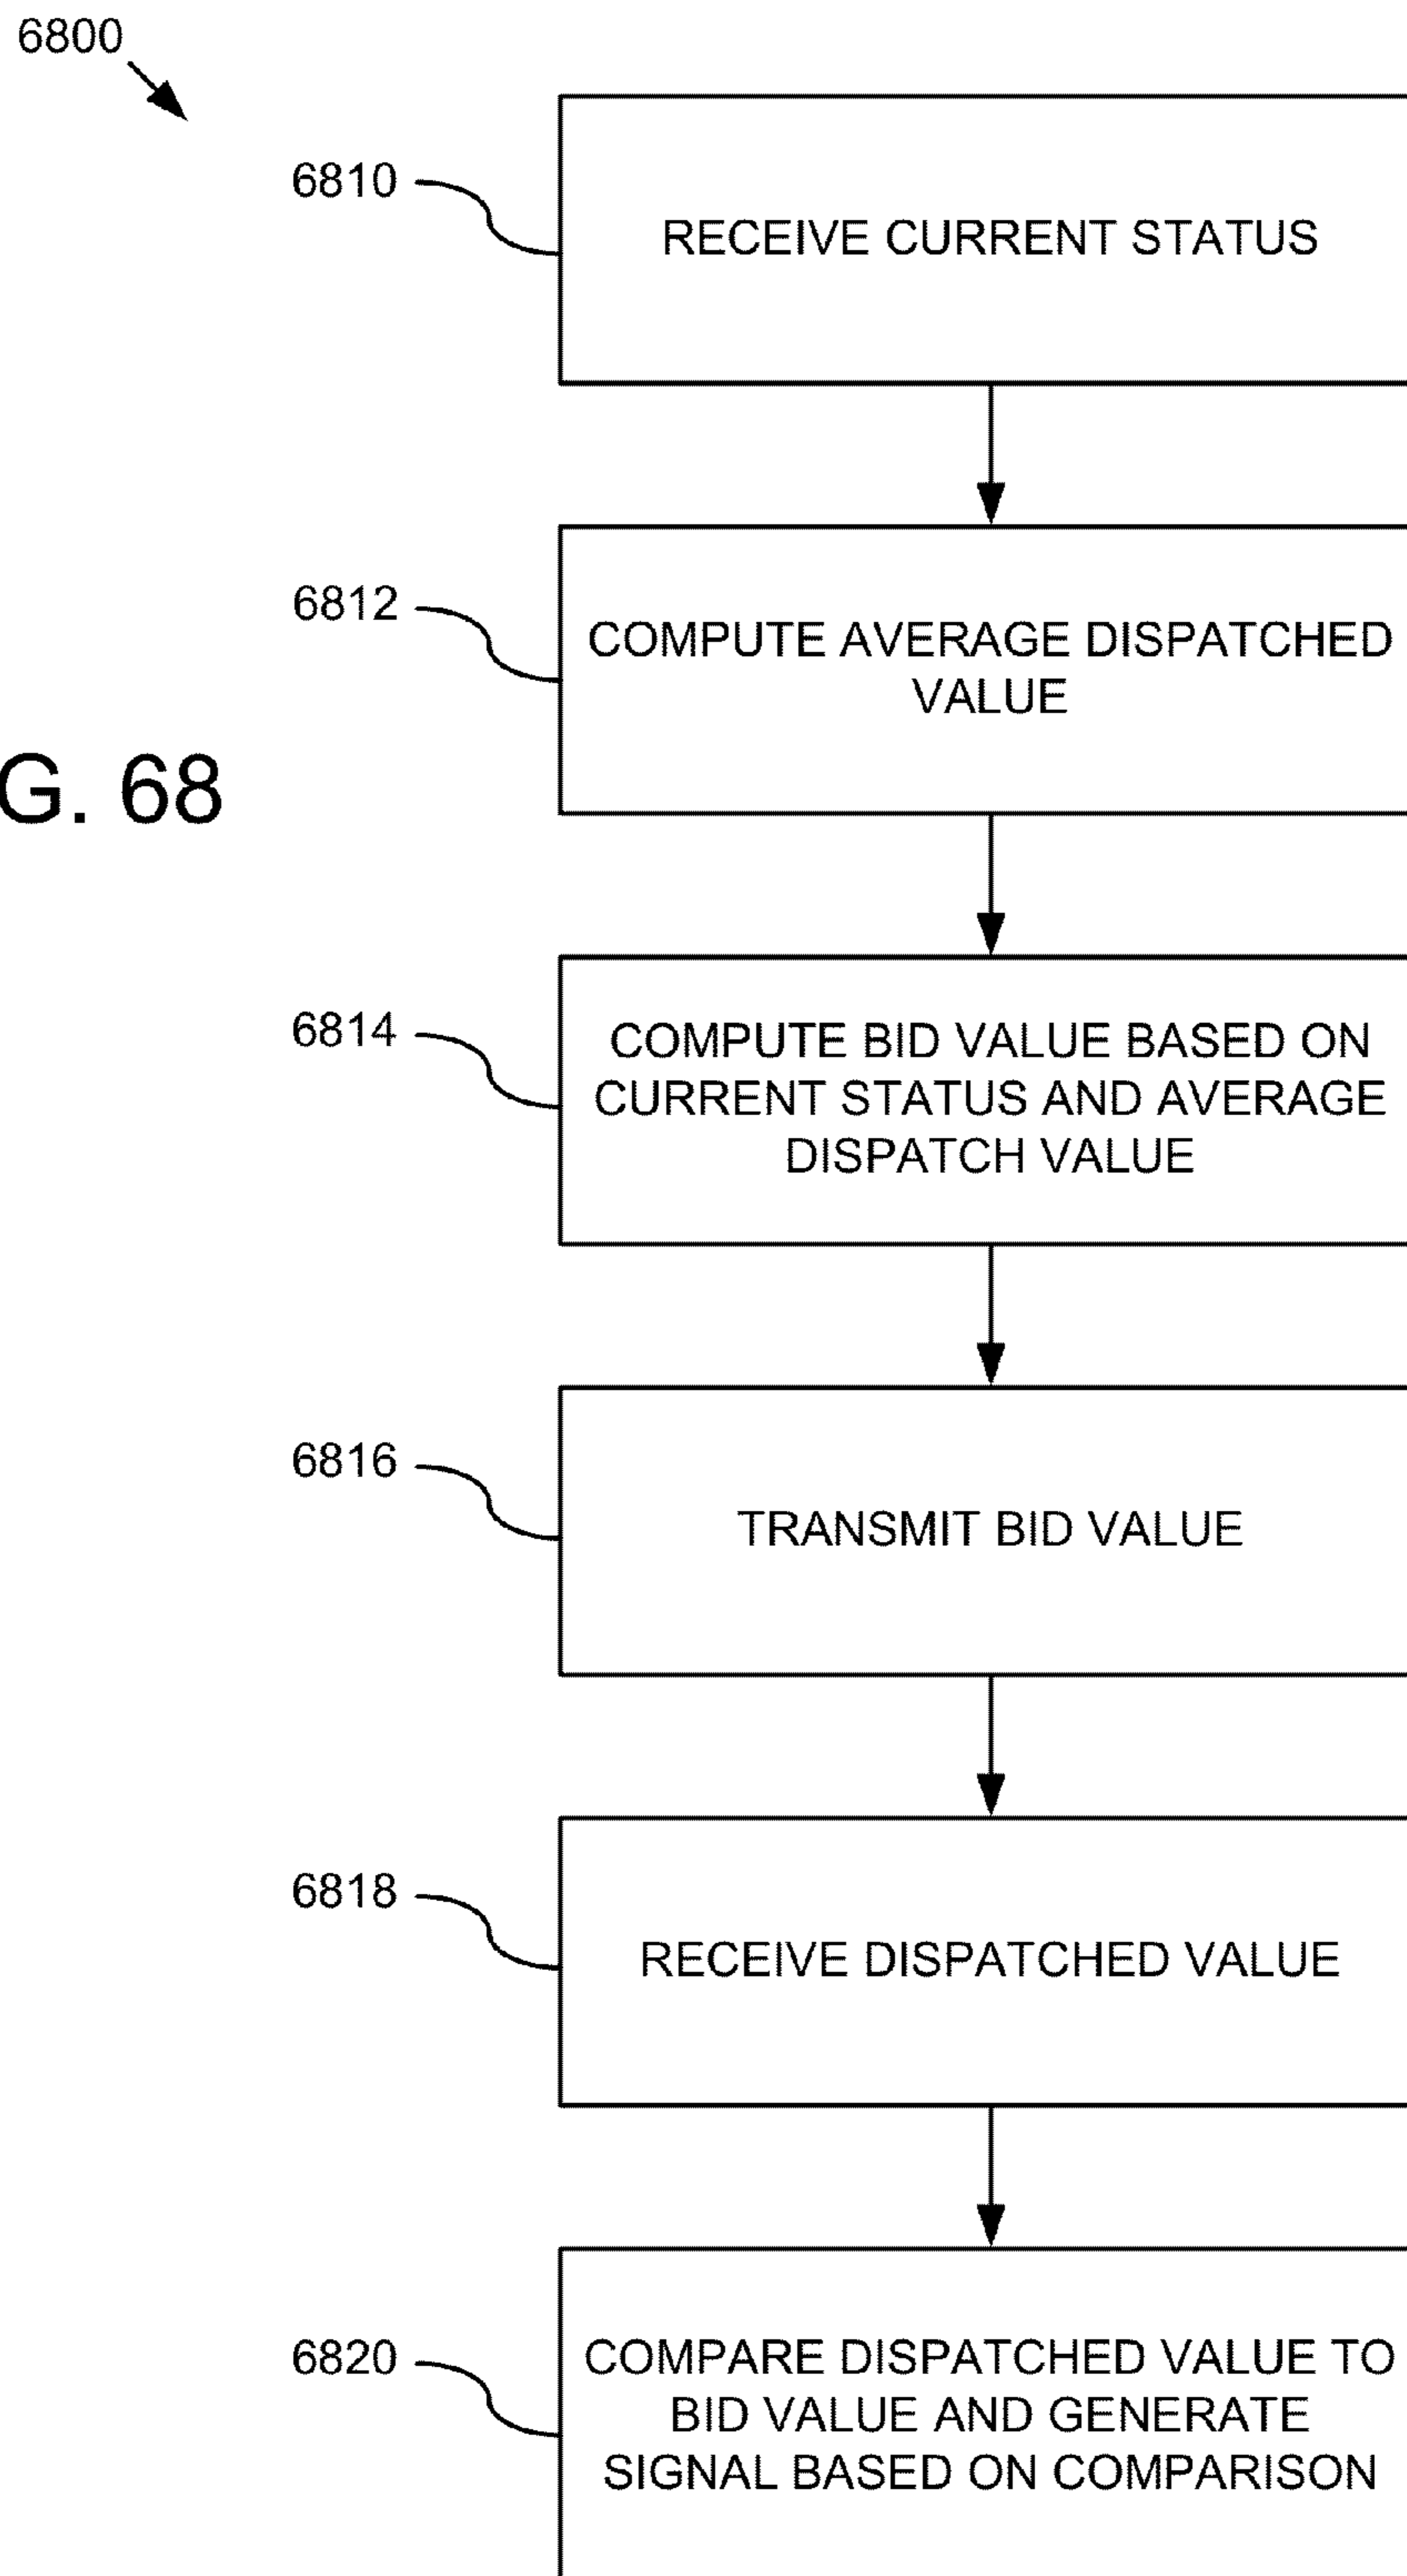 6800
6810
RECEIVE CURRENT STATUS
6812
COMPUTE AVERAGE DISPATCHED
VALUE
G. 68
6814
COMPUTE BID VALUE BASED ON
CURRENT STATUS AND AVERAGE
DISPATCH VALUE
6816
TRANSMIT BID VALUE
6818
RECEIVE DISPATCHED VALUE
6820
COMPARE DISPATCHED VALUE TO
BID VALUE AND GENERATE
SIGNAL BASED ON COMPARISON